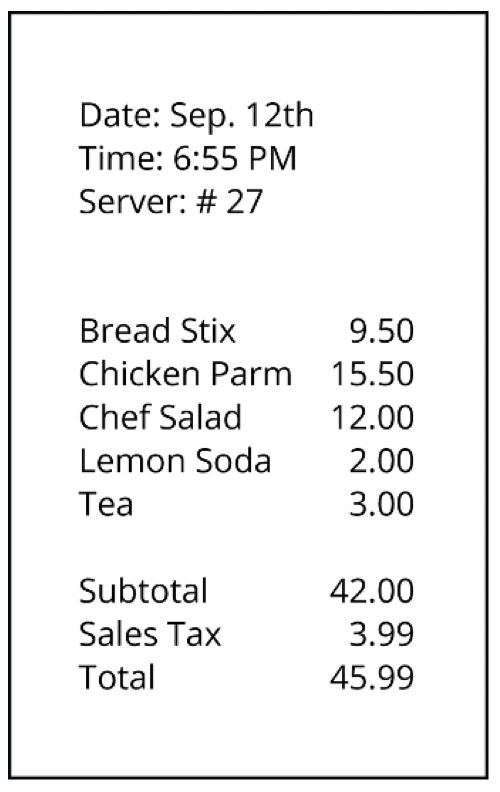 Date: Sep. 12th
Time: 6:55 PM
Server: # 27
Bread Stix 9.50
Chicken Parm 15.50
Chef Salad 12.00
Lemon Soda 2.00
Tea 3.00
Subtotal 42.00
Sales Tax 3.99
Total 45.99